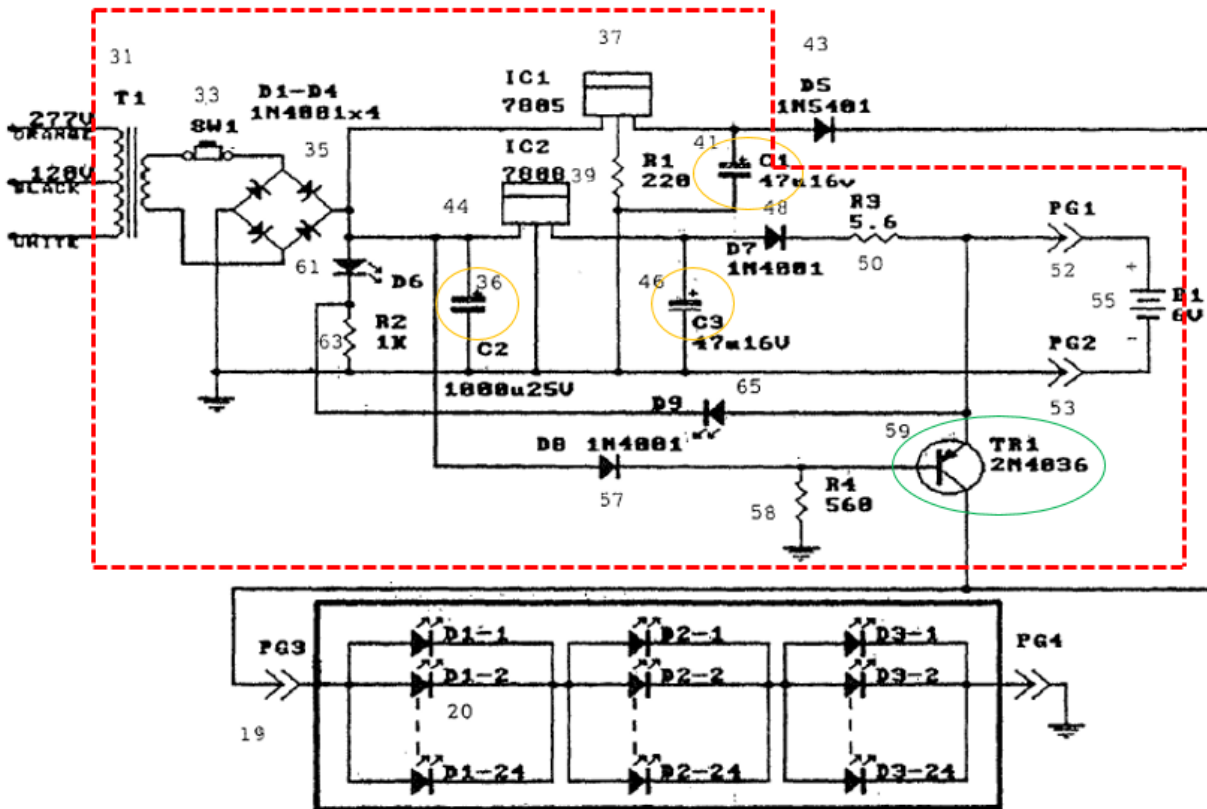 31
T1
277V
ORANGE
120V
BLACK
WHITE
33
SW1
D1-D4
1N4001x4
35
37
IC1
7805
IC2
7808
39
R1
220
41
C1
47u16v
43
D5
1N5401
44
36
C2
1000u25V
46
C3
47u16V
48
D7
1N4001
R3
5.6
50
PG1
52
55
B1
6V
+
-
PG2
53
61
D6
63
R2
1K
65
D9
D8 1N4001
57
58
R4
560
59
TR1
2N4036
PG3
19
D1-1
D1-2
20
D1-24
D2-1
D2-2
D2-24
D3-1
D3-2
D3-24
PG4